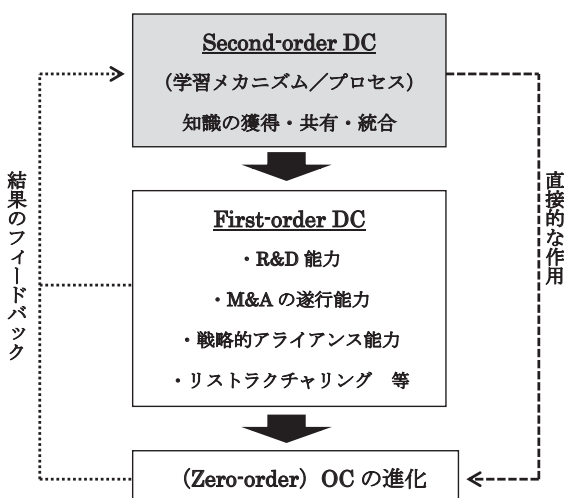 Second-order DC
（学習メカニズム／プロセス）
知識の獲得・共有・統合
First-order DC
・R&D 能力
・M&A の遂行能力
・戦略的アライアンス能力
・リストラクチャリング　等
（Zero-order）OC の進化
結果のフィードバック
直接的な作用